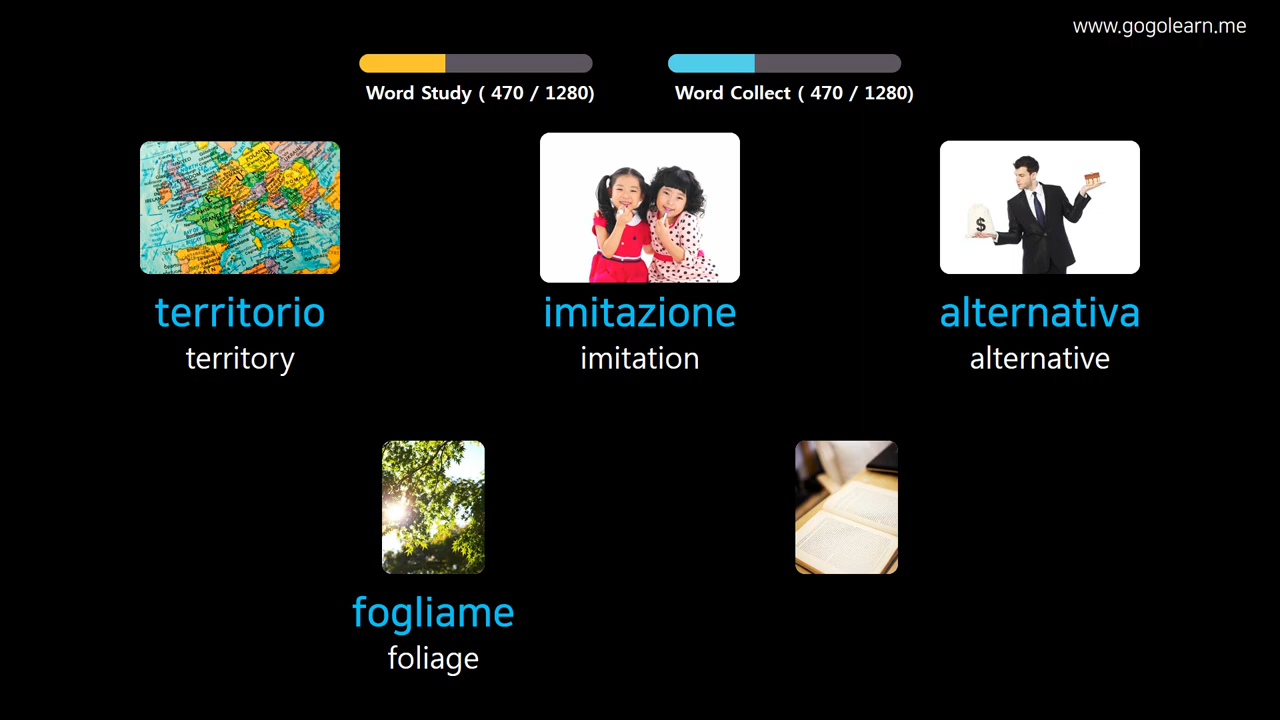 www.gogolearn.me
Word Study ( 470 / 1280)
Word Collect ( 470 / 1280)
territorio
territory
imitazione
imitation
alternativa
alternative
fogliame
foliage